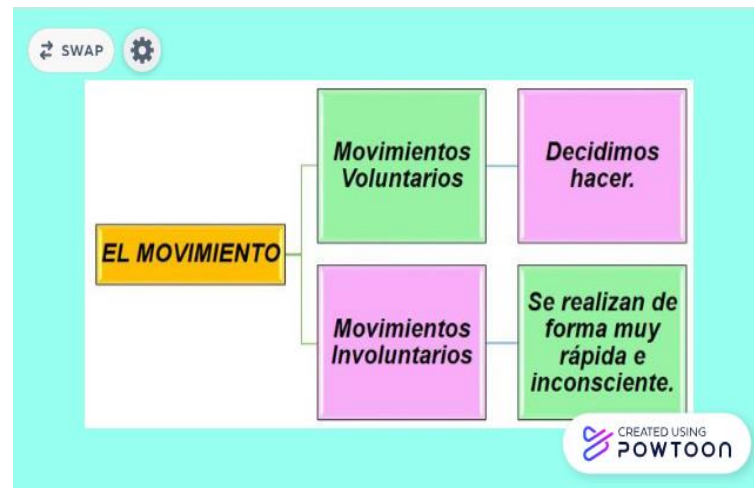 SWAP
Movimientos
Voluntarios
Decidimos
hacer.
EL MOVIMIENTO
Movimientos
Involuntarios
Se realizan de
forma muy
rápida e
inconsciente.
CREATED USING
POWTOON